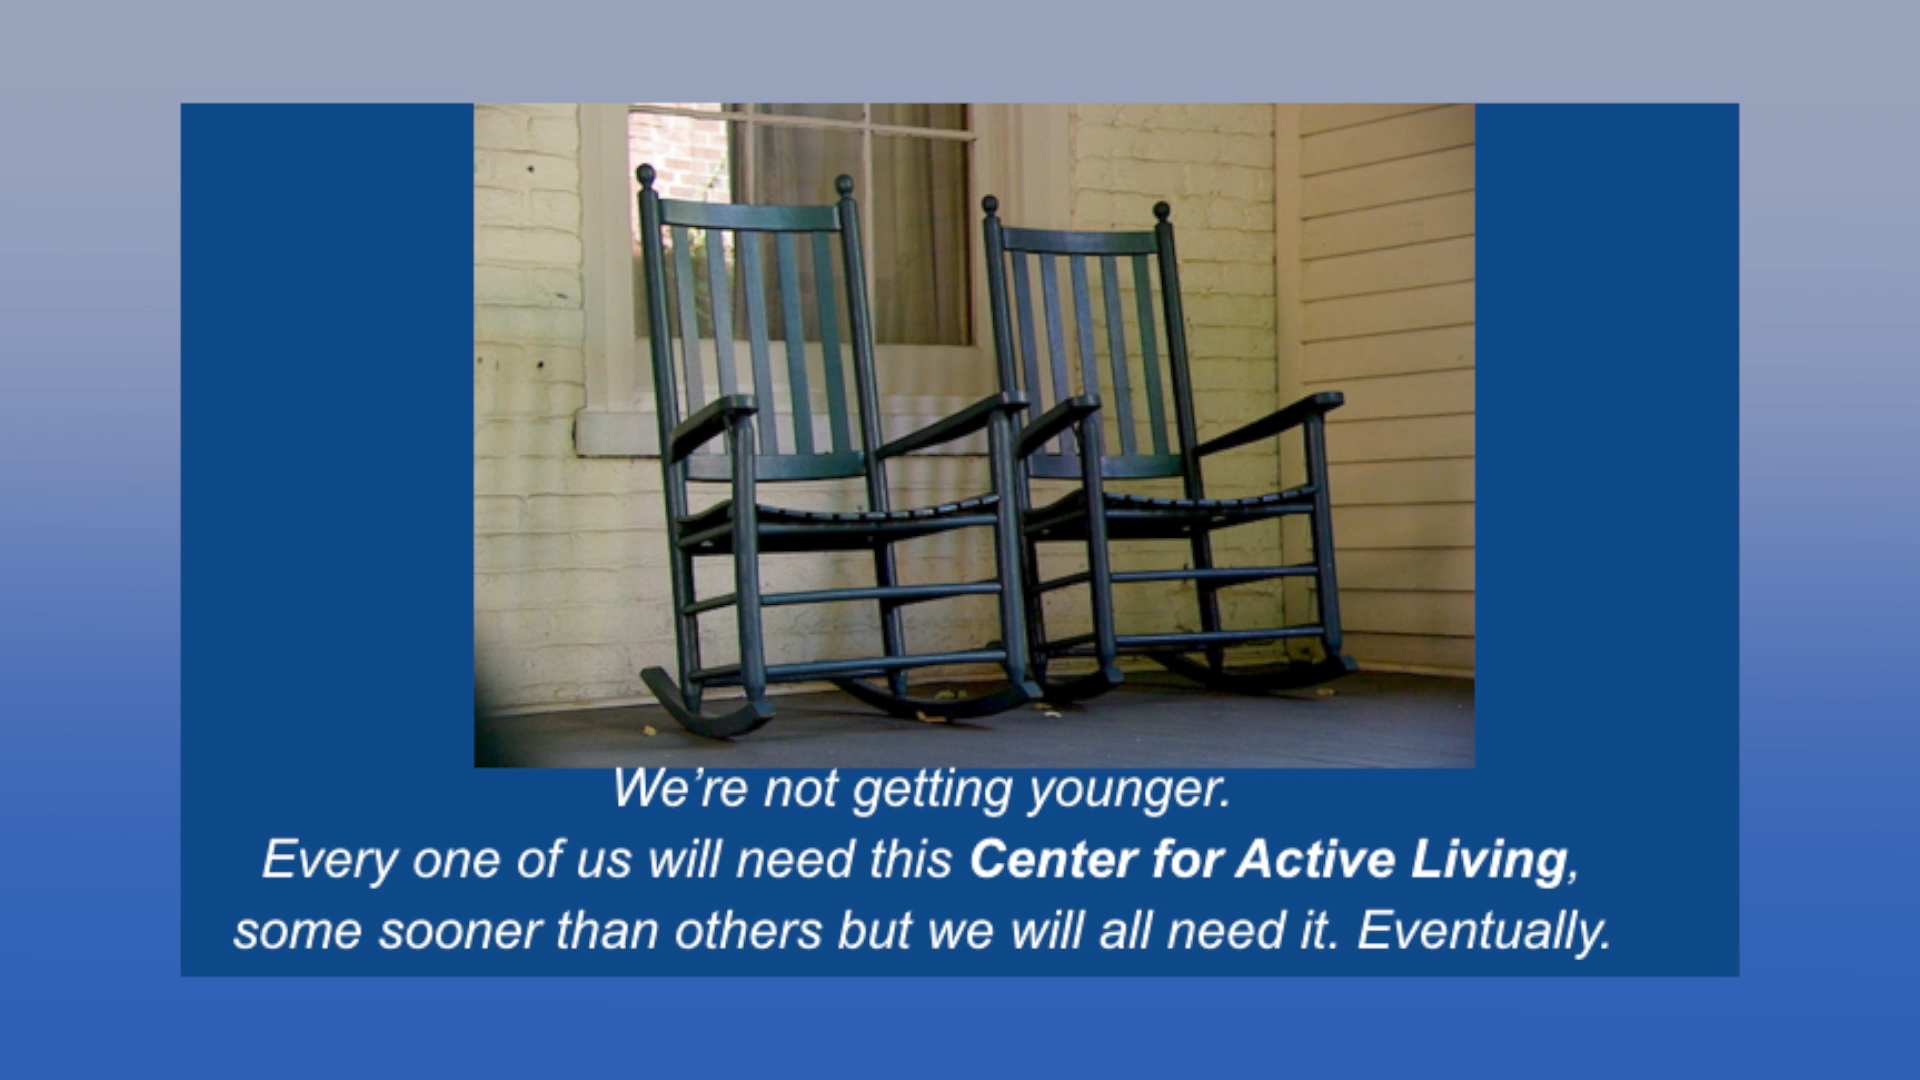 We’re not getting younger.
Every one of us will need this Center for Active Living,
some sooner than others but we will all need it. Eventually.